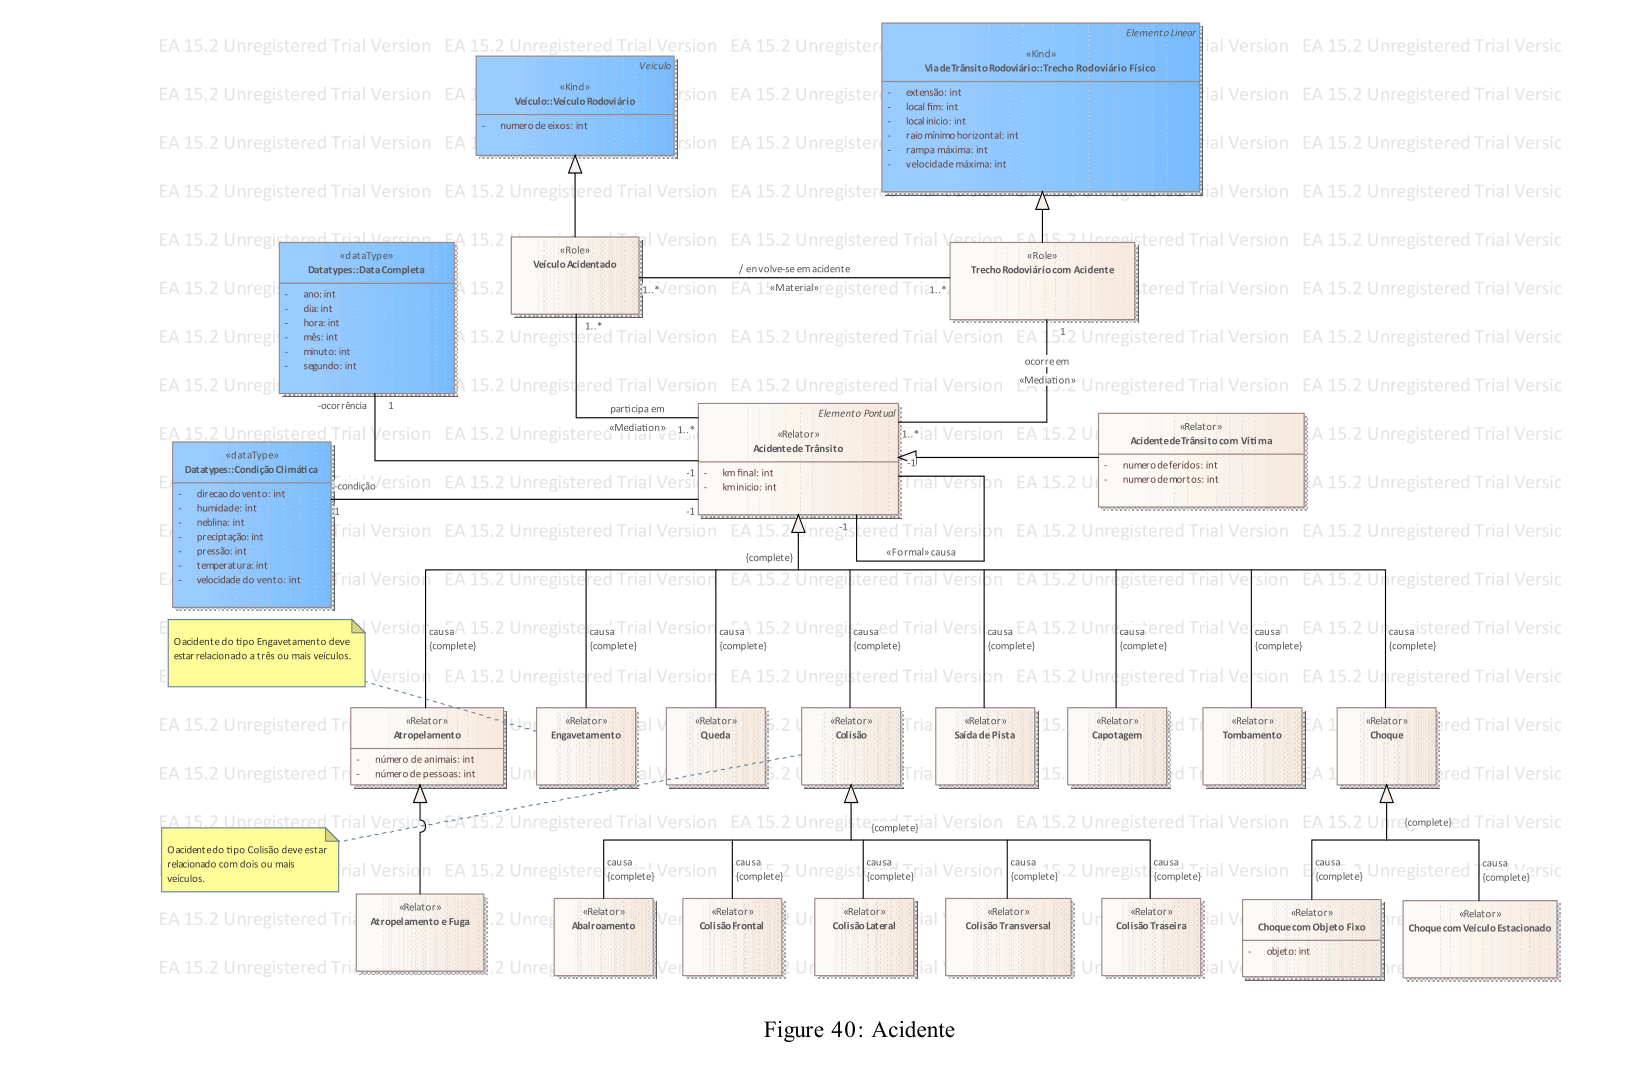 EA 15.2 Unregistered Trial Version
Veículo
«Kind»
Veículo::Veículo Rodoviário
- numero de eixos: int
Elemento Linear
«Kind»
Via de Trânsito Rodoviário::Trecho Rodoviário Físico
- extensão: int
- local fim: int
- local inicio: int
- raio mínimo horizontal: int
- rampa máxima: int
- velocidade máxima: int
«dataType»
Datatypes::Data Completa
- ano: int
- dia: int
- hora: int
- mês: int
- minuto: int
- segundo: int
«Role»
Veículo Acidentado
/ envolve-se em acidente
«Material»
1..*
1..*
«Role»
Trecho Rodoviário com Acidente
1..*
1
ocorre em
«Mediation»
-ocorrência
1
participa em
«Mediation»
1..*
Elemento Pontual
«Relator»
Acidente de Trânsito
- km final: int
- km inicio: int
1..*
-1
-1
-1
-1
«Relator»
Acidente de Trânsito com Vítima
- numero de feridos: int
- numero de mortos: int
«dataType»
Datatypes::Condição Climática
- direcao do vento: int
- humidade: int
- neblina: int
- preciptação: int
- pressão: int
- temperatura: int
- velocidade do vento: int
-condição
1
{complete}
«Formal» causa
O acidente do tipo Engavetamento deve
estar relacionado a três ou mais veículos.
causa
{complete}
causa
{complete}
causa
{complete}
causa
{complete}
causa
{complete}
causa
{complete}
causa
{complete}
causa
{complete}
«Relator»
Atropelamento
- número de animais: int
- número de pessoas: int
«Relator»
Engavetamento
«Relator»
Queda
«Relator»
Colisão
«Relator»
Saída de Pista
«Relator»
Capotagem
«Relator»
Tombamento
«Relator»
Choque
O acidente do tipo Colisão deve estar
relacionado com dois ou mais
veículos.
{complete}
{complete}
causa
{complete}
causa
{complete}
causa
{complete}
causa
{complete}
causa
{complete}
causa
{complete}
causa
{complete}
«Relator»
Atropelamento e Fuga
«Relator»
Abalroamento
«Relator»
Colisão Frontal
«Relator»
Colisão Lateral
«Relator»
Colisão Transversal
«Relator»
Colisão Traseira
«Relator»
Choque com Objeto Fixo
- objeto: int
«Relator»
Choque com Veículo Estacionado
Figure 40: Acidente